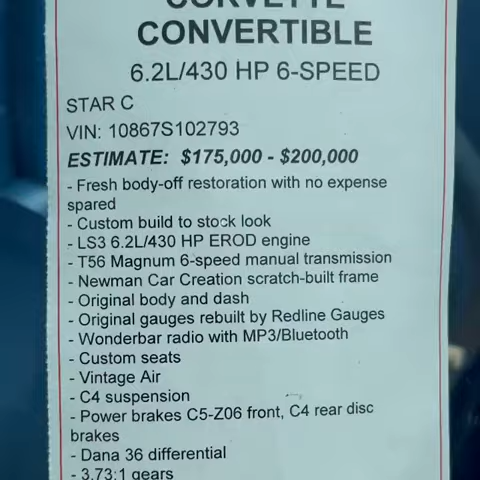 CORVETTE
CONVERTIBLE
6.2L/430 HP 6-SPEED
STAR C
VIN: 10867S102793
ESTIMATE: $175,000 - $200,000
- Fresh body-off restoration with no expense
spared
- Custom build to stock look
- LS3 6.2L/430 HP EROD engine
- T56 Magnum 6-speed manual transmission
- Newman Car Creation scratch-built frame
- Original body and dash
- Original gauges rebuilt by Redline Gauges
- Wonderbar radio with MP3/Bluetooth
- Custom seats
- Vintage Air
- C4 suspension
- Power brakes C5-Z06 front, C4 rear disc
brakes
- Dana 36 differential
- 3.73:1 gears